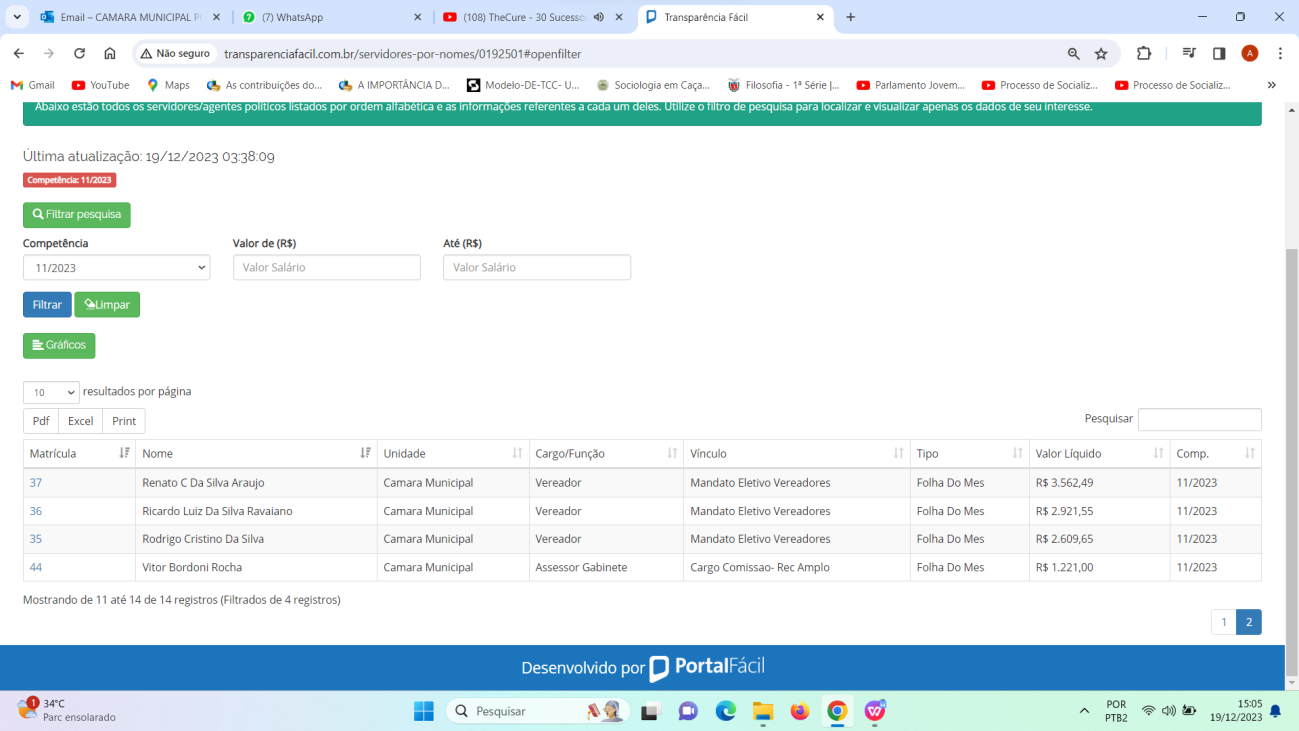 Email – CAMARA MUNICIPAL P
(7) WhatsApp
(108) TheCure - 30 Sucesso
Transparência Fácil
Não seguro
transparenciafacil.com.br/servidores-por-nomes/0192501#openfilter
A
Gmail
YouTube
Maps
As contribuições do...
A IMPORTÂNCIA D...
Modelo-DE-TCC- U...
Sociologia em Caça...
Filosofia - 1ª Série |...
Parlamento Jovem...
Processo de Socializ...
Processo de Socializ...
Abaixo estão todos os servidores/agentes políticos listados por ordem alfabética e as informações referentes a cada um deles. Utilize o filtro de pesquisa para localizar e visualizar apenas os dados de seu interesse.
Última atualização: 19/12/2023 03:38:09
Competência: 11/2023
Filtrar pesquisa
Competência Valor de (R$) Até (R$)
11/2023 Valor Salário Valor Salário
Filtrar Limpar
Gráficos
10 resultados por página
Pdf Excel Print Pesquisar
Matrícula Nome Unidade Cargo/Função Vínculo Tipo Valor Líquido Comp.
37 Renato C Da Silva Araujo Camara Municipal Vereador Mandato Eletivo Vereadores Folha Do Mes R$ 3.562,49 11/2023
36 Ricardo Luiz Da Silva Ravaiano Camara Municipal Vereador Mandato Eletivo Vereadores Folha Do Mes R$ 2.921,55 11/2023
35 Rodrigo Cristino Da Silva Camara Municipal Vereador Mandato Eletivo Vereadores Folha Do Mes R$ 2.609,65 11/2023
44 Vitor Bordoni Rocha Camara Municipal Assessor Gabinete Cargo Comissao- Rec Amplo Folha Do Mes R$ 1.221,00 11/2023
Mostrando de 11 até 14 de 14 registros (Filtrados de 4 registros)
1 2
Desenvolvido por PortalFácil
1
34°C
Parc ensolarado
Pesquisar
POR
PTB2
15:05
19/12/2023